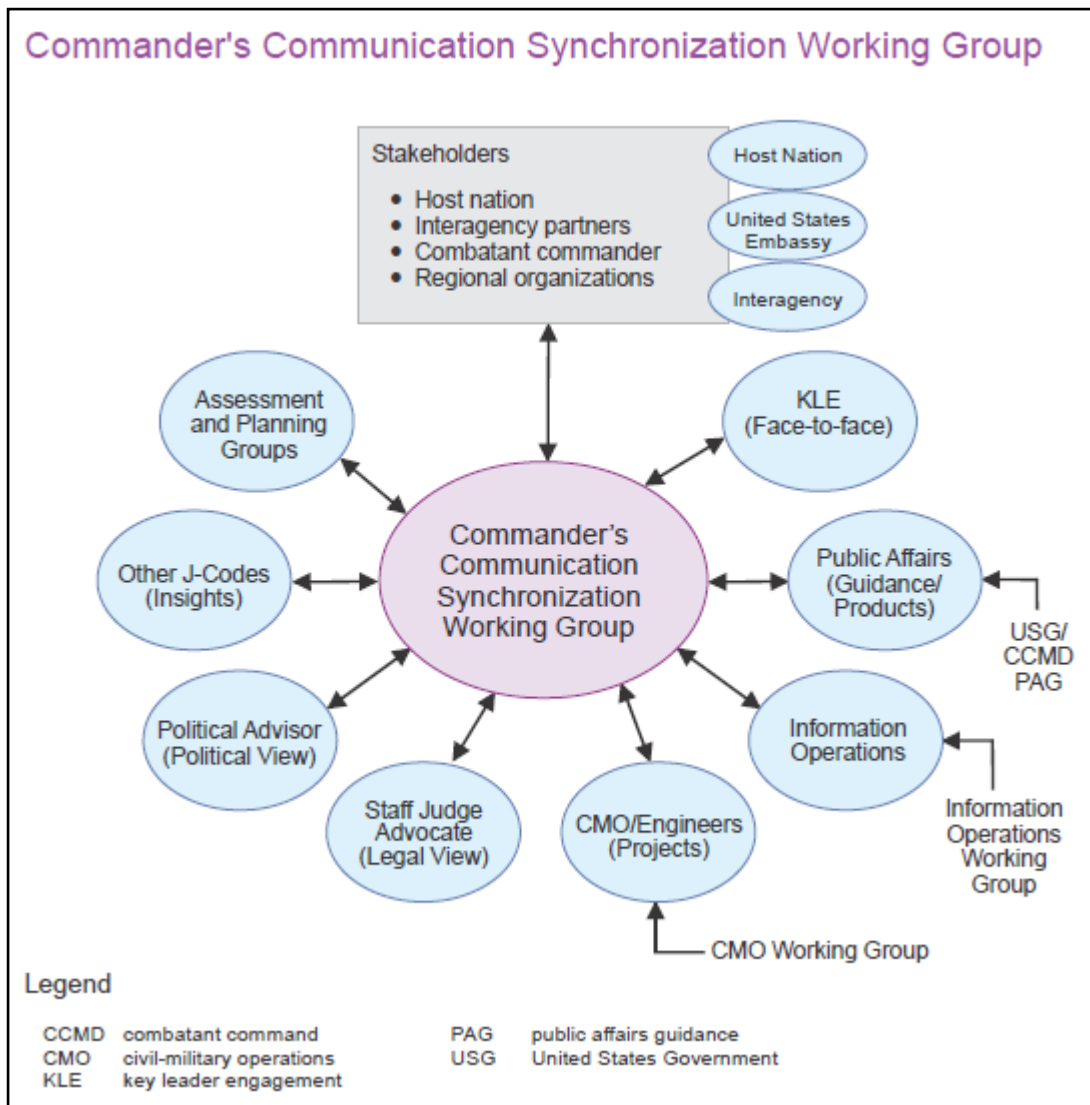 Commander's Communication Synchronization Working Group
Stakeholders
• Host nation
• Interagency partners
• Combatant commander
• Regional organizations
Host Nation
United States
Embassy
Interagency
Assessment
and Planning
Groups
KLE
(Face-to-face)
Commander's
Communication
Synchronization
Working Group
Other J-Codes
(Insights)
Public Affairs
(Guidance/
Products)
USG/
CCMD
PAG
Political Advisor
(Political View)
Information
Operations
Staff Judge
Advocate
(Legal View)
CMO/Engineers
(Projects)
Information
Operations
Working
Group
CMO Working Group
Legend
CCMD combatant command
CMO civil-military operations
KLE key leader engagement
PAG public affairs guidance
USG United States Government